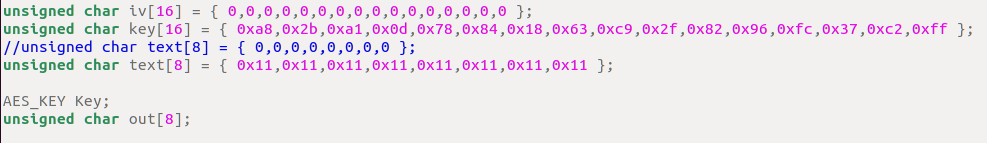 unsigned char iv[16] = { 0,0,0,0,0,0,0,0,0,0,0,0,0,0,0,0 };
unsigned char key[16] = { 0xa8,0x2b,0xa1,0x0d,0x78,0x84,0x18,0x63,0xc9,0x2f,0x82,0x96,0xfc,0x37,0xc2,0xff };
//unsigned char text[8] = { 0,0,0,0,0,0,0,0 };
unsigned char text[8] = { 0x11,0x11,0x11,0x11,0x11,0x11,0x11,0x11 };
AES_KEY Key;
unsigned char out[8];